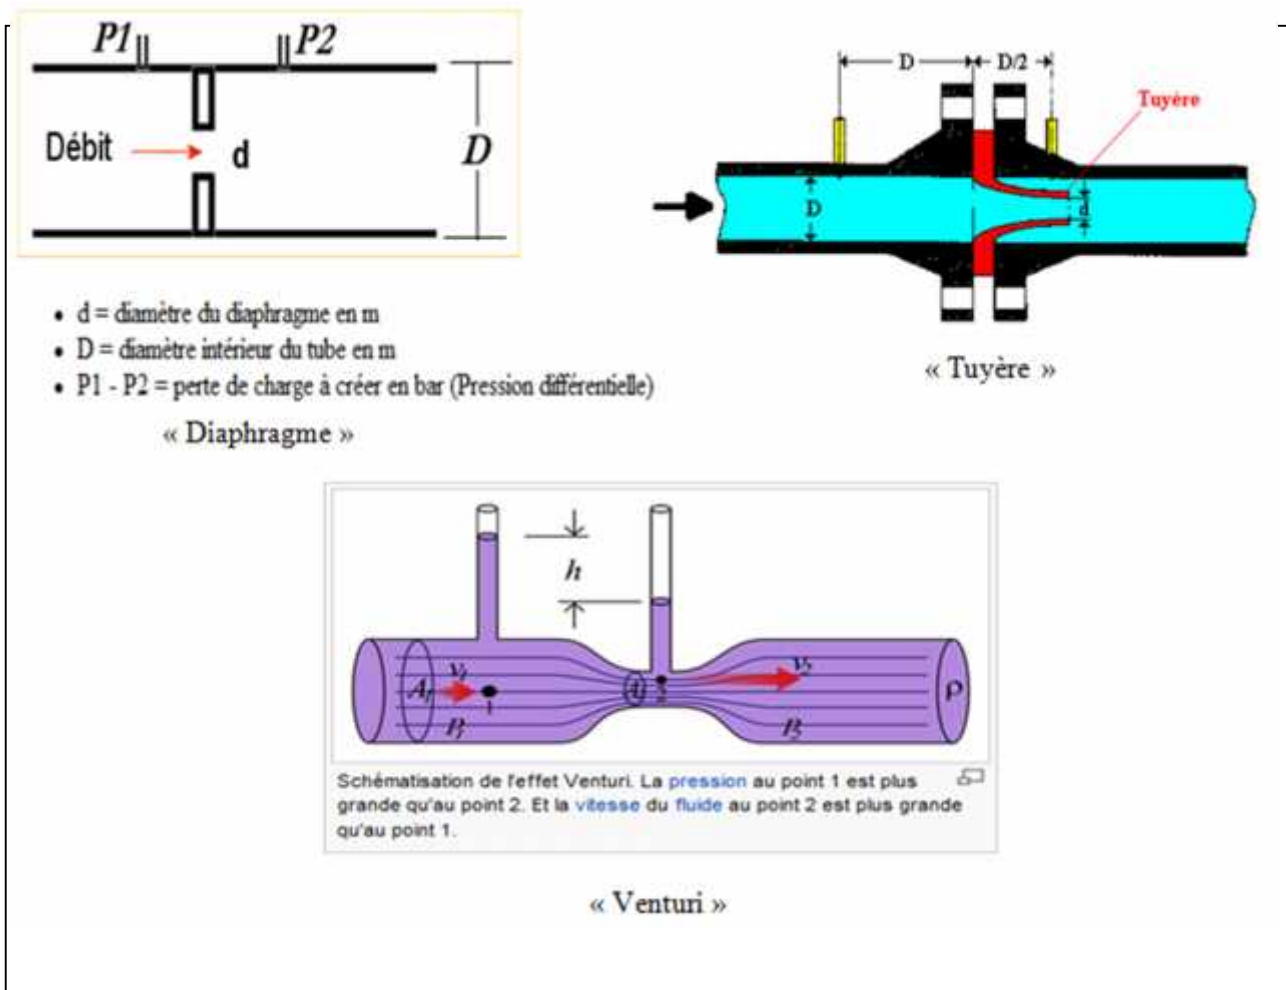 P1 P2
Débit d D
D D/2
Tuyère
D d
• d = diamètre du diaphragme en m
• D = diamètre intérieur du tube en m
• P1 - P2 = perte de charge à créer en bar (Pression différentielle)
« Diaphragme »
« Tuyère »
h
A1 v1 1 P1 2 v2 ρ
Schématisation de l'effet Venturi. La pression au point 1 est plus
grande qu'au point 2. Et la vitesse du fluide au point 2 est plus grande
qu'au point 1.
« Venturi »